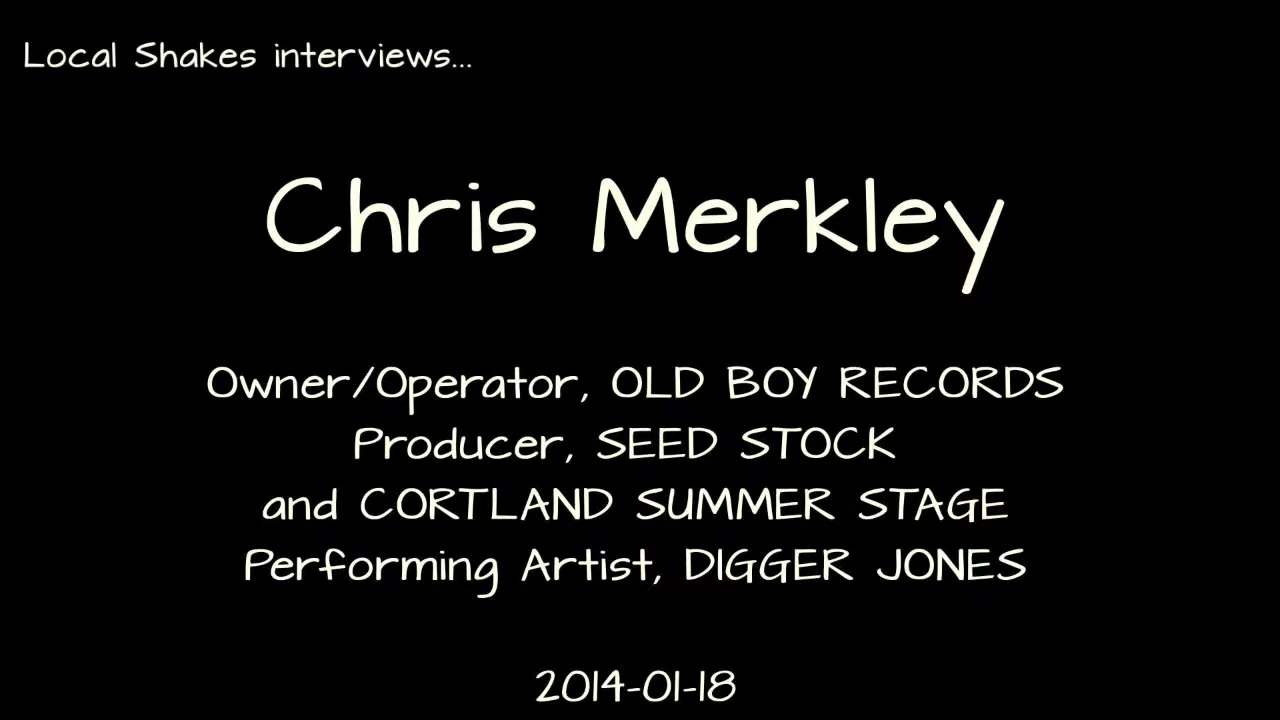 Local Shakes interviews...
Chris Merkley
Owner/Operator, OLD BOY RECORDS
Producer, SEED STOCK
and CORTLAND SUMMER STAGE
Performing Artist, DIGGER JONES
2014-01-18